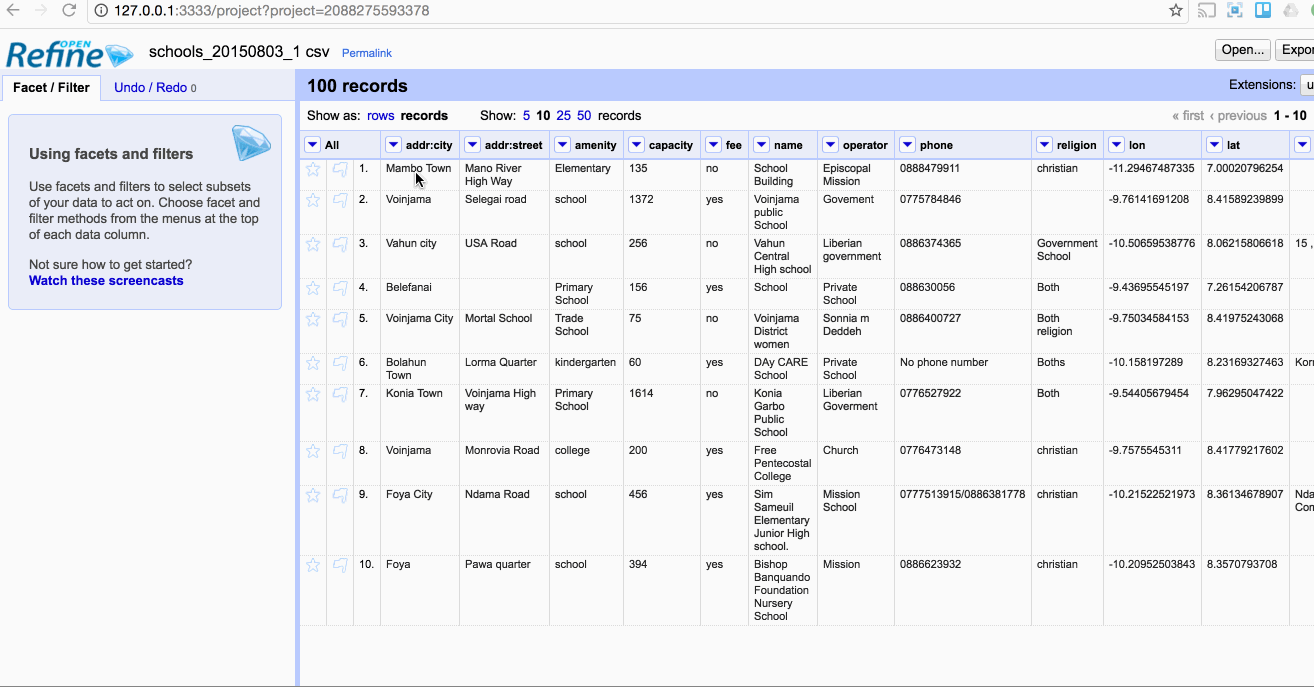 127.0.0.1:3333/project?project=2088275593378
OPEN
Refine
schools_20150803_1 csv Permalink
Open... Expor
Facet / Filter Undo / Redo 0
100 records
Extensions: u
Show as: rows records Show: 5 10 25 50 records
« first ‹ previous 1 - 10
Using facets and filters
Use facets and filters to select subsets
of your data to act on. Choose facet and
filter methods from the menus at the top
of each data column.
Not sure how to get started?
Watch these screencasts
All addr:city addr:street amenity capacity fee name operator phone religion lon lat
1. Mambo Town Mano River Elementary 135 no School Episcopal 0888479911 christian -11.29467487335 7.00020796254
High Way Building Mission
2. Voinjama Selegai road school 1372 yes Voinjama Govement 0775784846 -9.76141691208 8.41589239899
public
School
3. Vahun city USA Road school 256 no Vahun Liberian 0886374365 Government -10.50659538776 8.06215806618 15 ,
Central government School
High school
4. Belefanai Primary 156 yes School Private 088630056 Both -9.43695545197 7.26154206787
School School
5. Voinjama City Mortal School Trade 75 no Voinjama Sonnia m 0886400727 Both -9.75034584153 8.41975243068
School District Deddeh religion
women
6. Bolahun Lorma Quarter kindergarten 60 yes DAy CARE Private No phone number Boths -10.158197289 8.23169327463 Korr
Town School School
7. Konia Town Voinjama High Primary 1614 no Konia Liberian 0776527922 Both -9.54405679454 7.96295047422
way School Garbo Goverment
Public
School
8. Voinjama Monrovia Road college 200 yes Free Church 0776473148 christian -9.7575545311 8.41779217602
Pentecostal
College
9. Foya City Ndama Road school 456 yes Sim Mission 0777513915/0886381778 christian -10.21522521973 8.36134678907 Nda
Sameuil School Con
Elementary
Junior High
school.
10. Foya Pawa quarter school 394 yes Bishop Mission 0886623932 christian -10.20952503843 8.3570793708
Banquando
Foundation
Nursery
School